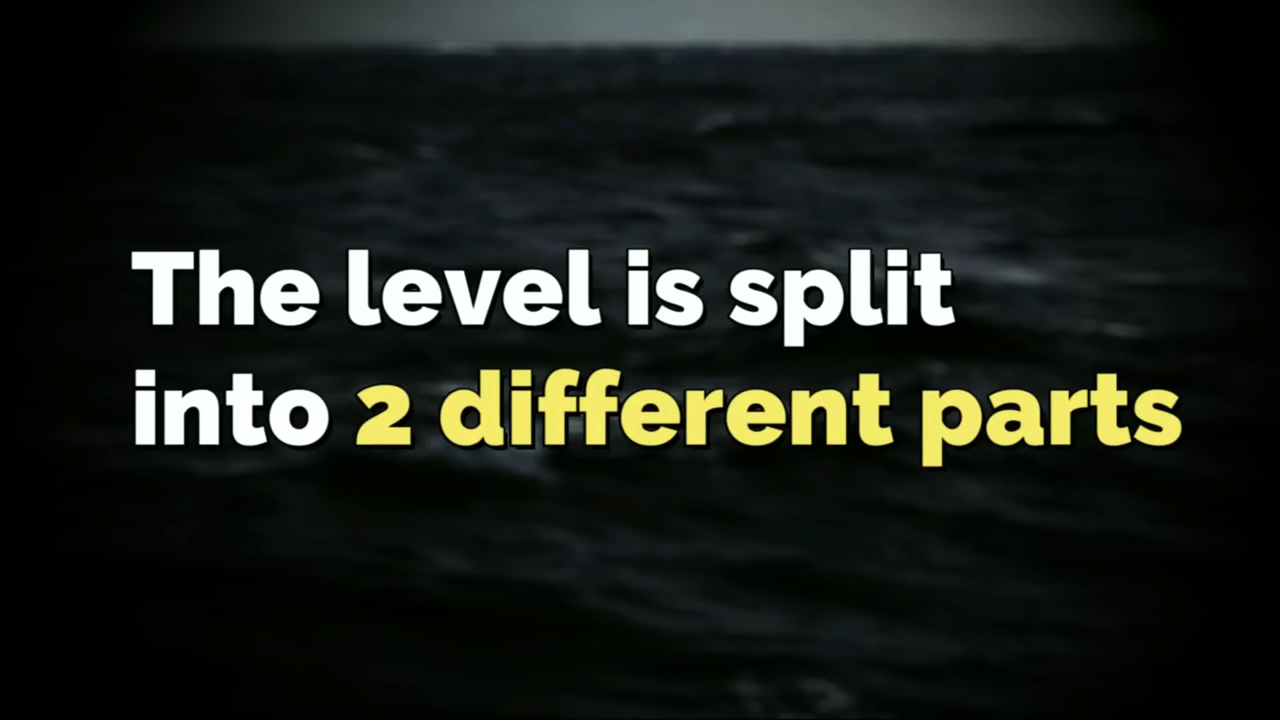 The level is split
into 2 different parts